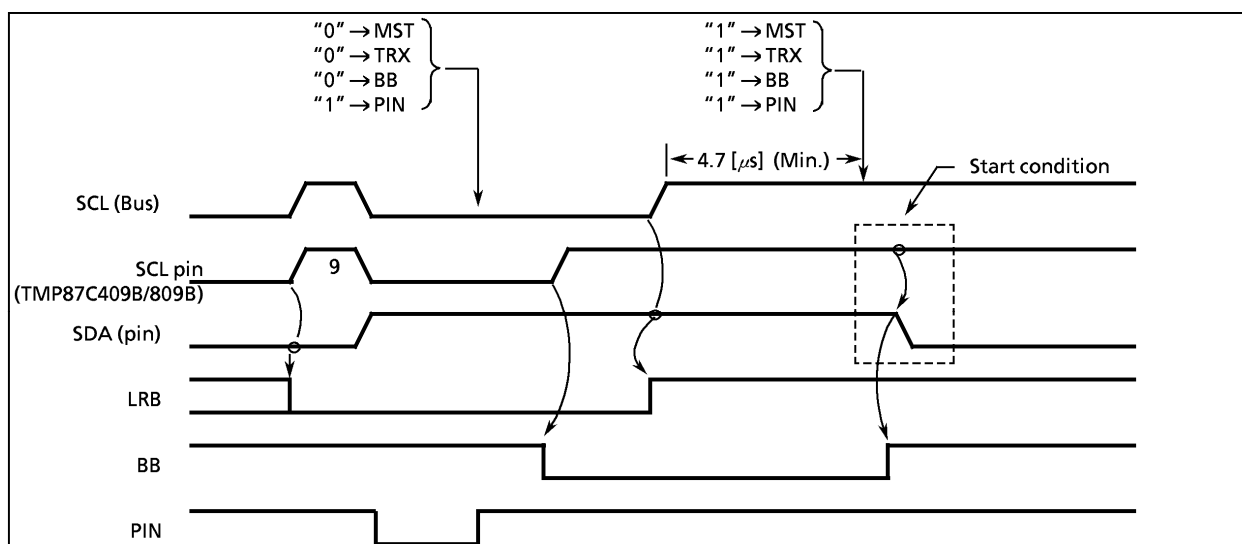 “0” → MST
“0” → TRX
“0” → BB
“1” → PIN
“1” → MST
“1” → TRX
“1” → BB
“1” → PIN
4.7 [μs] (Min.)
Start condition
SCL (Bus)
SCL pin
(TMP87C409B/809B)
9
SDA (pin)
LRB
BB
PIN